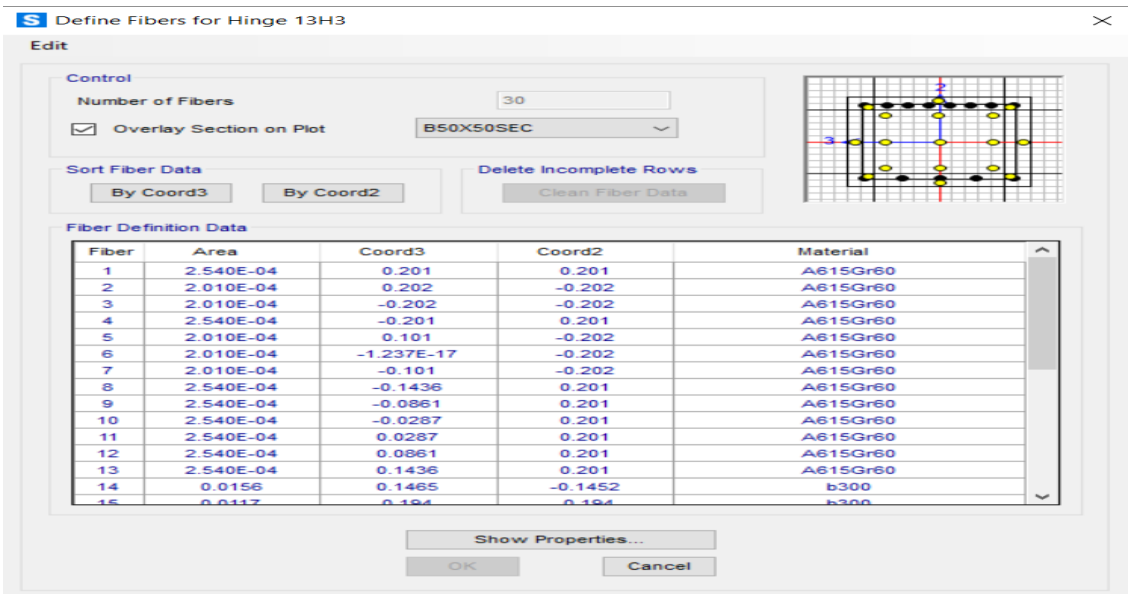 S Define Fibers for Hinge 13H3
Edit
Control
Number of Fibers 30
Overlay Section on Plot B50X50SEC
2
3
Sort Fiber Data
By Coord3 By Coord2
Delete Incomplete Rows
Clean Fiber Data
Fiber Definition Data
Fiber Area Coord3 Coord2 Material
1 2.540E-04 0.201 0.201 A615Gr60
2 2.010E-04 0.202 -0.202 A615Gr60
3 2.010E-04 -0.202 -0.202 A615Gr60
4 2.540E-04 -0.201 0.201 A615Gr60
5 2.010E-04 0.101 -0.202 A615Gr60
6 2.010E-04 -1.237E-17 -0.202 A615Gr60
7 2.010E-04 -0.101 -0.202 A615Gr60
8 2.540E-04 -0.1436 0.201 A615Gr60
9 2.540E-04 -0.0861 0.201 A615Gr60
10 2.540E-04 -0.0287 0.201 A615Gr60
11 2.540E-04 0.0287 0.201 A615Gr60
12 2.540E-04 0.0861 0.201 A615Gr60
13 2.540E-04 0.1436 0.201 A615Gr60
14 0.0156 0.1465 -0.1452 b300
15 0.0117 0.194 0.194 b300
Show Properties...
OK Cancel